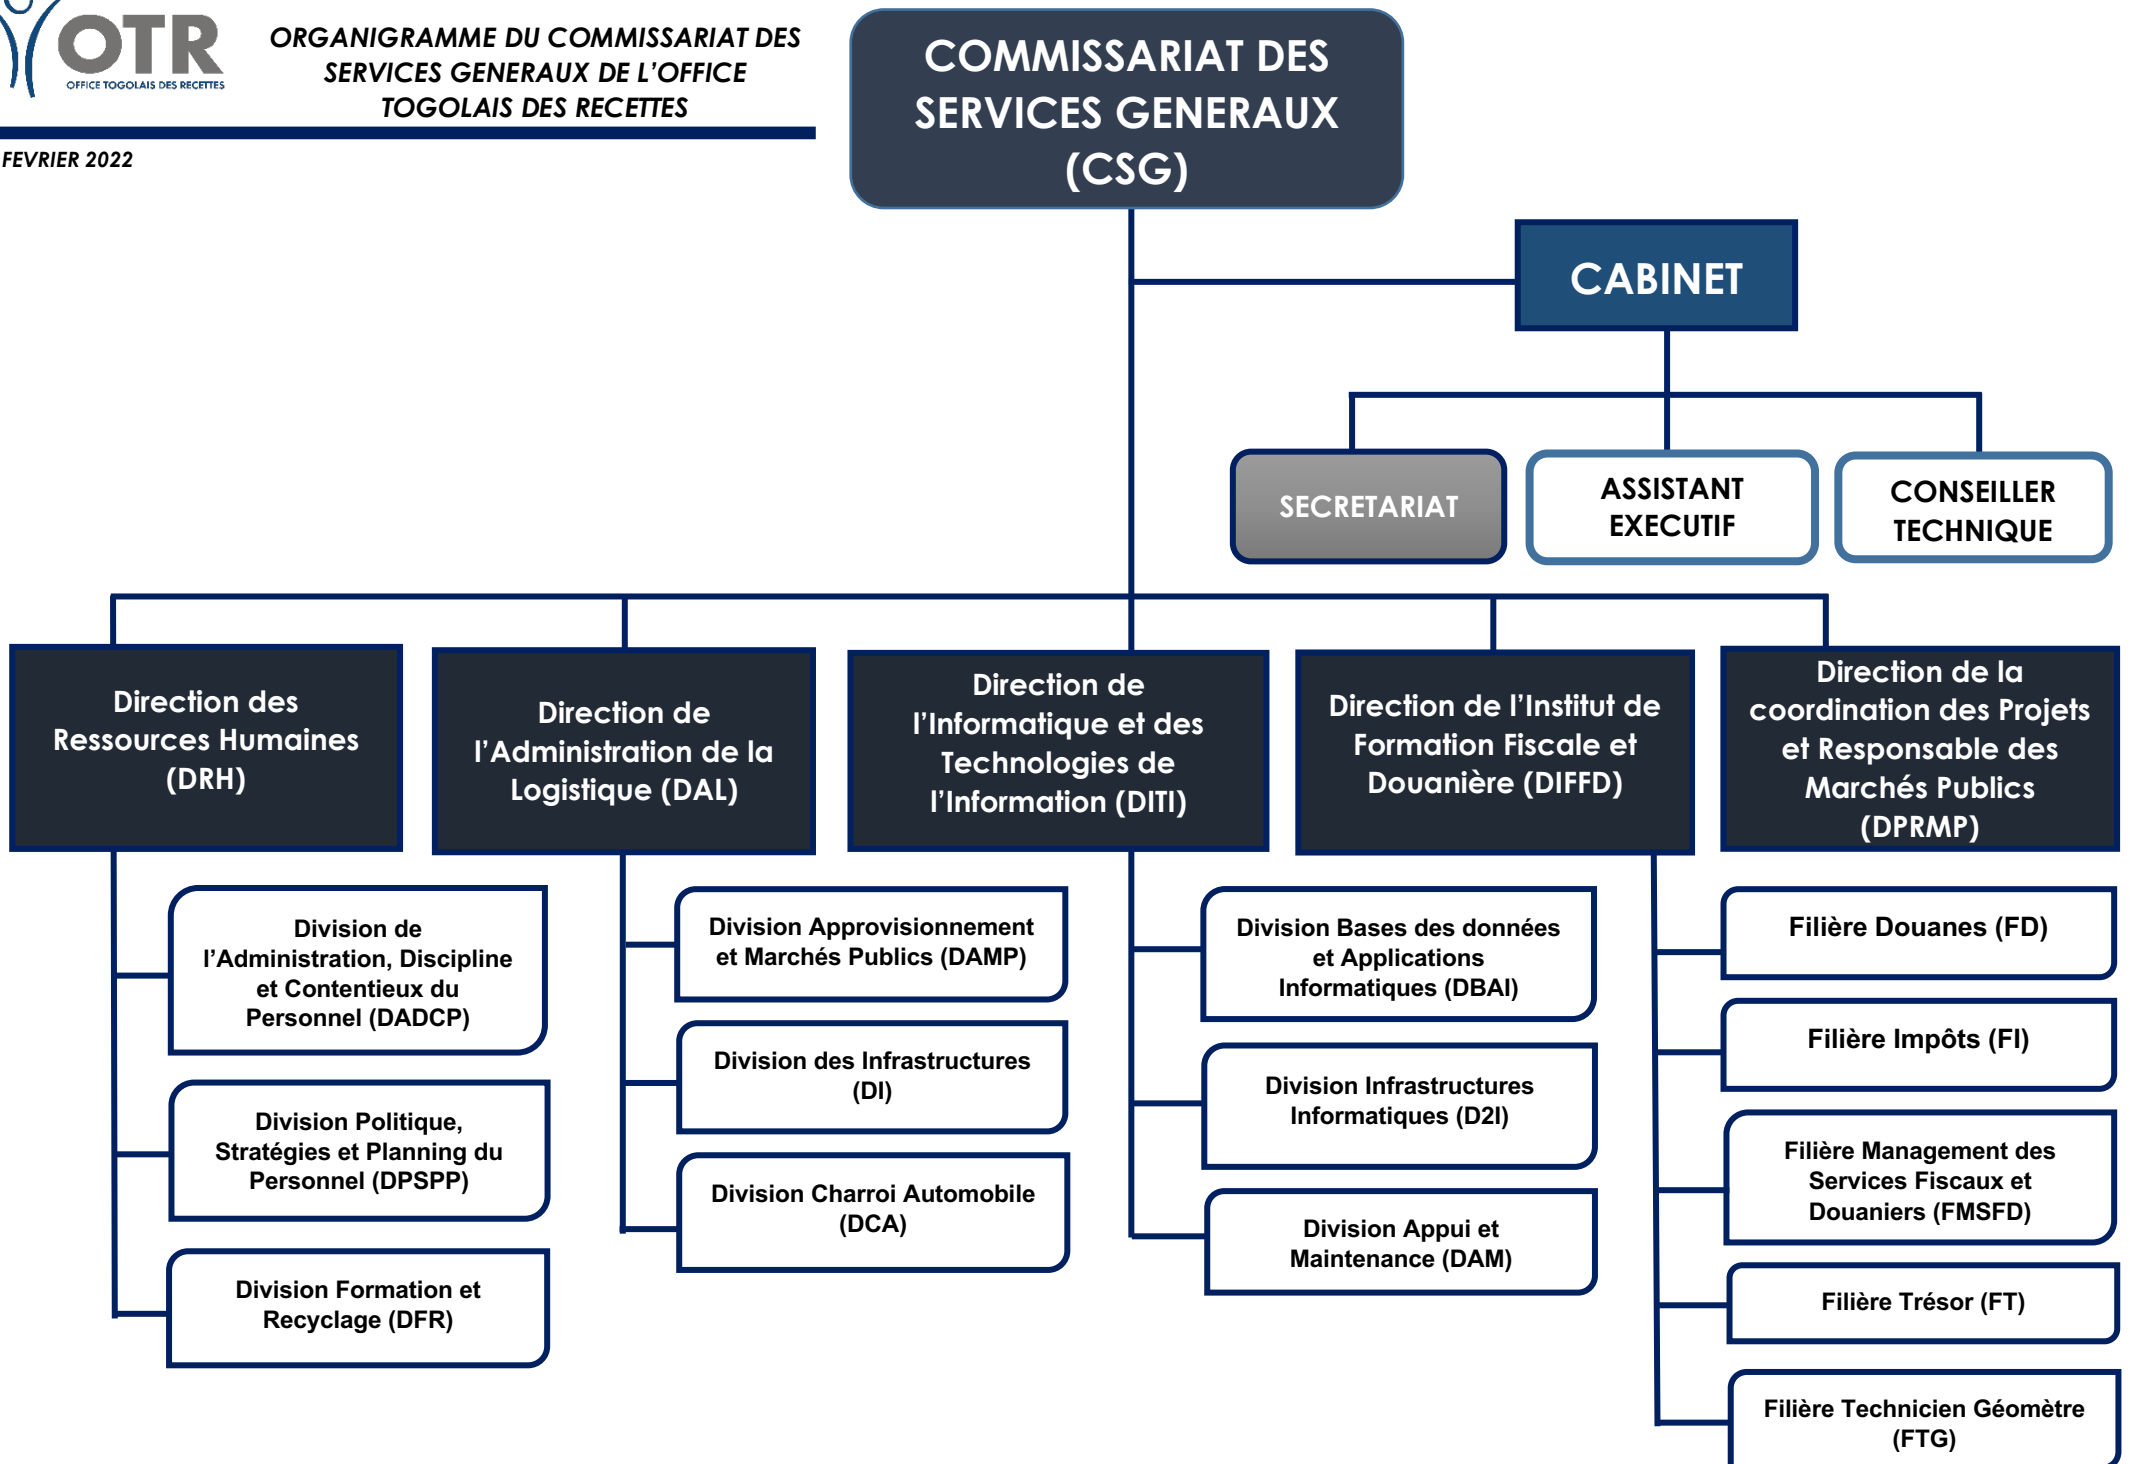 OTR
OFFICE TOGOLAIS DES RECETTES
ORGANIGRAMME DU COMMISSARIAT DES
SERVICES GENERAUX DE L'OFFICE
TOGOLAIS DES RECETTES
FEVRIER 2022
COMMISSARIAT DES
SERVICES GENERAUX
(CSG)
CABINET
SECRETARIAT
ASSISTANT
EXECUTIF
CONSEILLER
TECHNIQUE
Direction des
Ressources Humaines
(DRH)
Direction de
l'Administration de la
Logistique (DAL)
Direction de
l'Informatique et des
Technologies de
l'Information (DITI)
Direction de l'Institut de
Formation Fiscale et
Douanière (DIFFD)
Direction de la
coordination des Projets
et Responsable des
Marchés Publics
(DPRMP)
Division de
l'Administration, Discipline
et Contentieux du
Personnel (DADCP)
Division Politique,
Stratégies et Planning du
Personnel (DPSPP)
Division Formation et
Recyclage (DFR)
Division Approvisionnement
et Marchés Publics (DAMP)
Division des Infrastructures
(DI)
Division Charroi Automobile
(DCA)
Division Bases des données
et Applications
Informatiques (DBAI)
Division Infrastructures
Informatiques (D2I)
Division Appui et
Maintenance (DAM)
Filière Douanes (FD)
Filière Impôts (FI)
Filière Management des
Services Fiscaux et
Douaniers (FMSFD)
Filière Trésor (FT)
Filière Technicien Géomètre
(FTG)